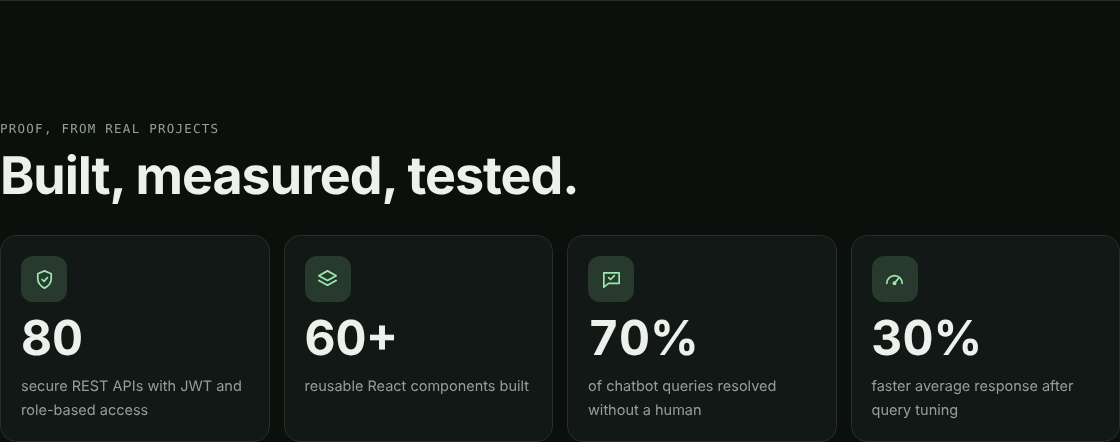 PROOF, FROM REAL PROJECTS
Built, measured, tested.
80
secure REST APIs with JWT and
role-based access
60+
reusable React components built
70%
of chatbot queries resolved
without a human
30%
faster average response after
query tuning